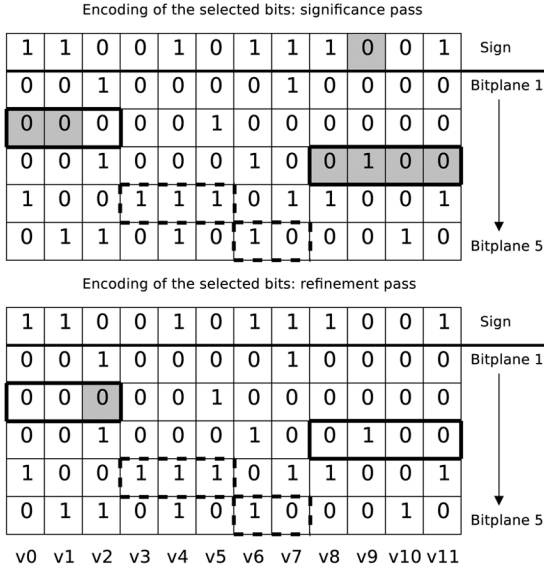 Encoding of the selected bits: significance pass
1 1 0 0 1 0 1 1 1 0 0 1 Sign
0 0 1 0 0 0 0 1 0 0 0 0 Bitplane 1
0 0 0 0 0 1 0 0 0 0 0 0
0 0 1 0 0 0 1 0 0 1 0 0
1 0 0 1 1 1 0 1 1 0 0 1
0 1 1 0 1 0 1 0 0 0 1 0 Bitplane 5
Encoding of the selected bits: refinement pass
1 1 0 0 1 0 1 1 1 0 0 1 Sign
0 0 1 0 0 0 0 1 0 0 0 0 Bitplane 1
0 0 0 0 0 1 0 0 0 0 0 0
0 0 1 0 0 0 1 0 0 1 0 0
1 0 0 1 1 1 0 1 1 0 0 1
0 1 1 0 1 0 1 0 0 0 1 0 Bitplane 5
v0 v1 v2 v3 v4 v5 v6 v7 v8 v9 v10 v11